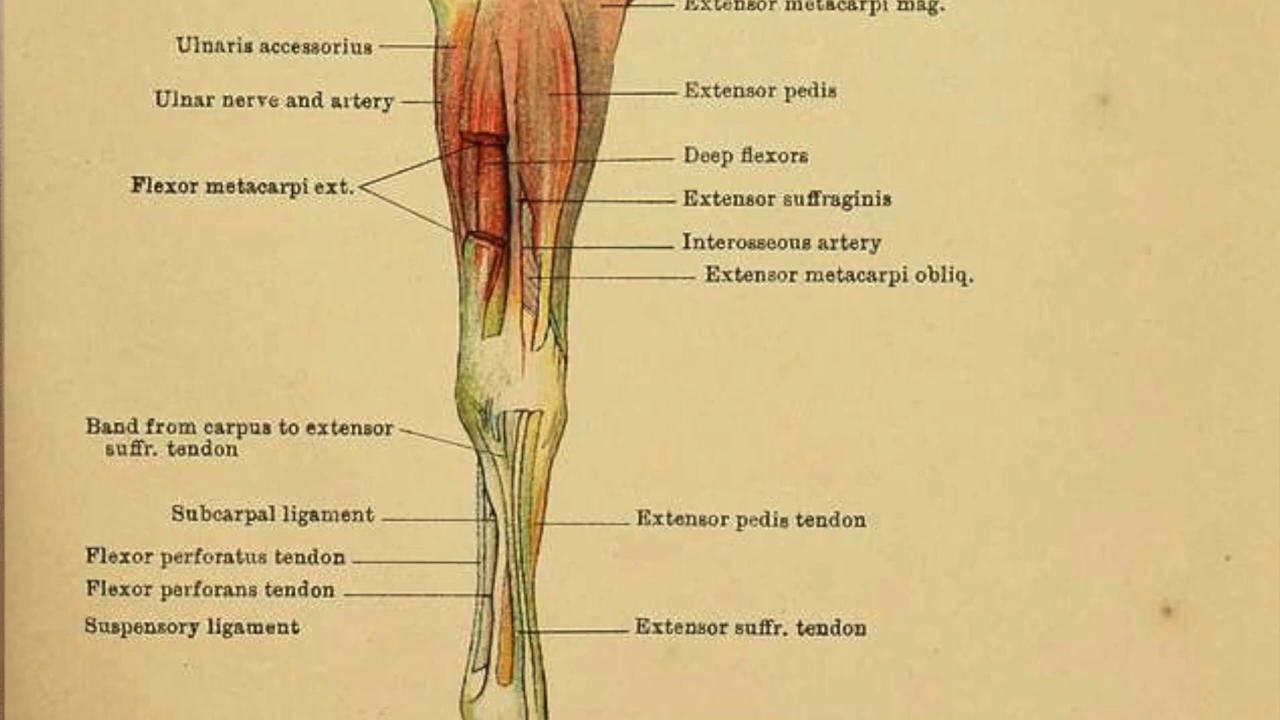 Extensor metacarpi mag.
Ulnaris accessorius
Extensor pedis
Ulnar nerve and artery
Deep flexors
Flexor metacarpi ext.
Extensor suffraginis
Interosseous artery
Extensor metacarpi obliq.
Band from carpus to extensor
suffr. tendon
Subcarpal ligament
Extensor pedis tendon
Flexor perforatus tendon
Flexor perforans tendon
Suspensory ligament
Extensor suffr. tendon